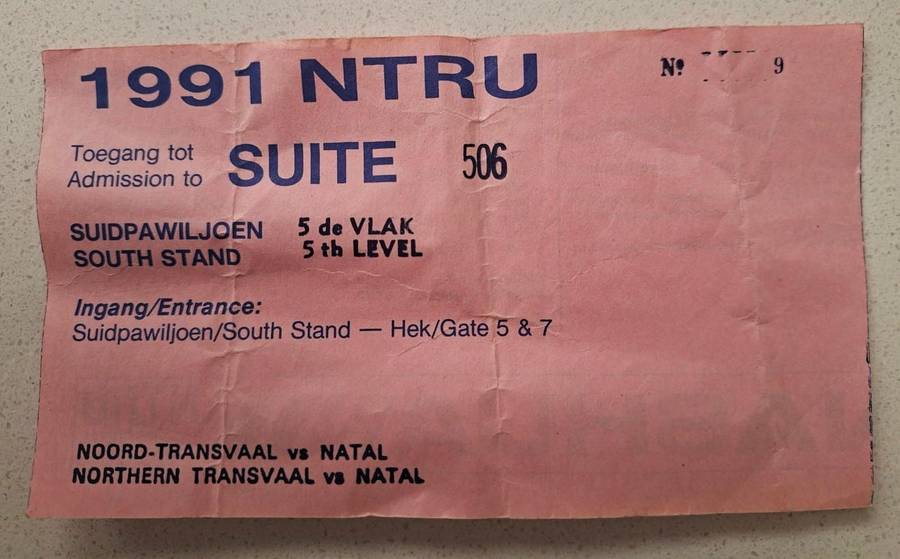 1991 NTRU
Nº 9
Toegang tot
Admission to
SUITE 506
SUIDPAWILJOEN 5 de VLAK
SOUTH STAND 5 th LEVEL
Ingang/Entrance:
Suidpawiljoen/South Stand — Hek/Gate 5 & 7
NOORD-TRANSVAAL vs NATAL
NORTHERN TRANSVAAL vs NATAL